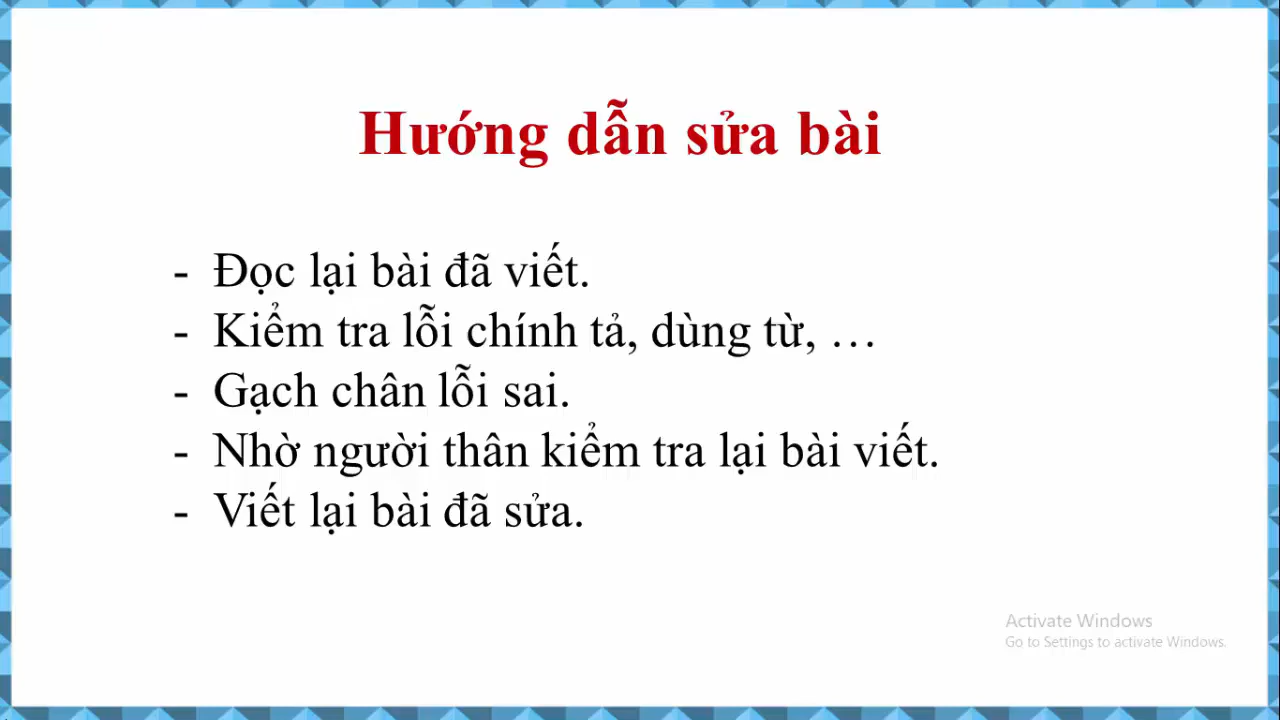 Hướng dẫn sửa bài
- Đọc lại bài đã viết.
- Kiểm tra lỗi chính tả, dùng từ, …
- Gạch chân lỗi sai.
- Nhờ người thân kiểm tra lại bài viết.
- Viết lại bài đã sửa.
Activate Windows
Go to Settings to activate Windows.